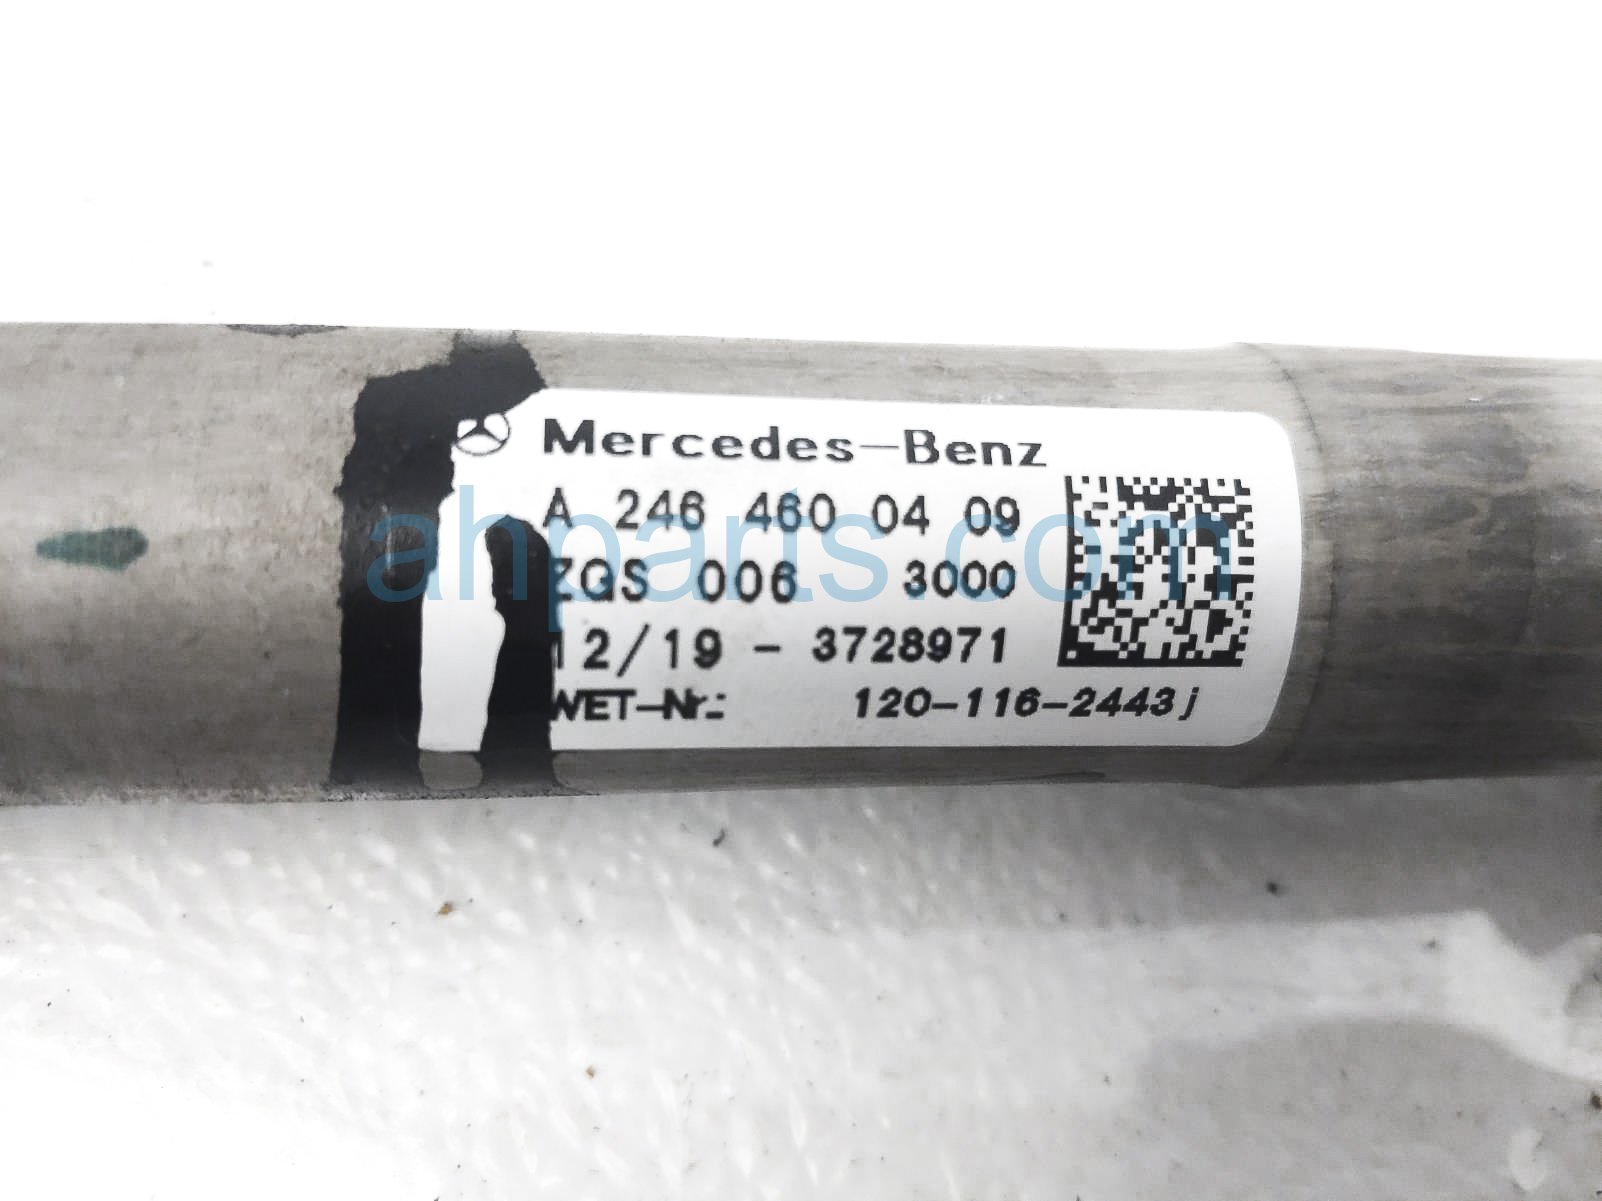 Mercedes-Benz
A 246 460 04 09
ZGS 006 3000
12/19 - 3728971
WET-Nr.: 120-116-2443j
ahparts.com